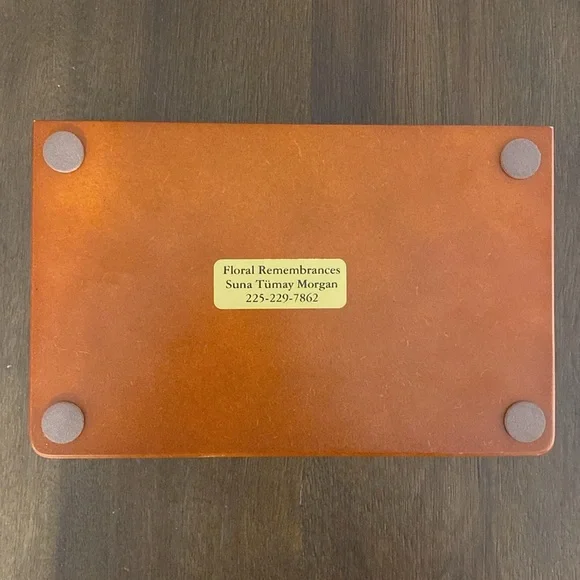 Floral Remembrances
Suna Tümay Morgan
225-229-7862